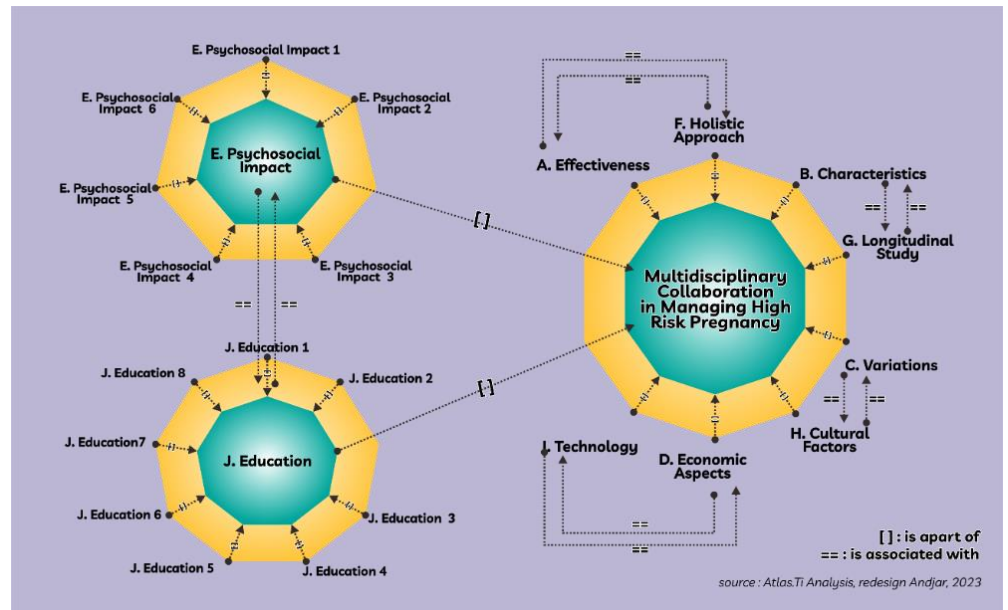 E. Psychosocial Impact 1
E. Psychosocial
Impact 6
E. Psychosocial
Impact 2
E. Psychosocial
Impact
E. Psychosocial
Impact 5
E. Psychosocial
Impact 4
E. Psychosocial
Impact 3
==
==
[ ]
J. Education 1
J. Education 8
J. Education 2
J. Education7
J. Education
J. Education 6
J. Education 3
J. Education 5
J. Education 4
[ ]
==
==
F. Holistic
Approach
A. Effectiveness
B. Characteristics
==
==
G. Longitudinal
Study
Multidisciplinary
Collaboration
in Managing High
Risk Pregnancy
C. Variations
==
==
H. Cultural
Factors
I. Technology
D. Economic
Aspects
==
==
[ ] : is apart of
== : is associated with
source : Atlas.Ti Analysis, redesign Andjar, 2023